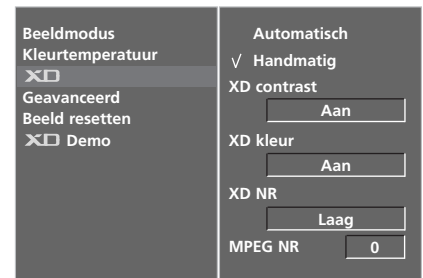 Beeldmodus
Kleurtemperatuur
XD
Geavanceerd
Beeld resetten
XD Demo
Automatisch
√ Handmatig
XD contrast
Aan
XD kleur
Aan
XD NR
Laag
MPEG NR 0